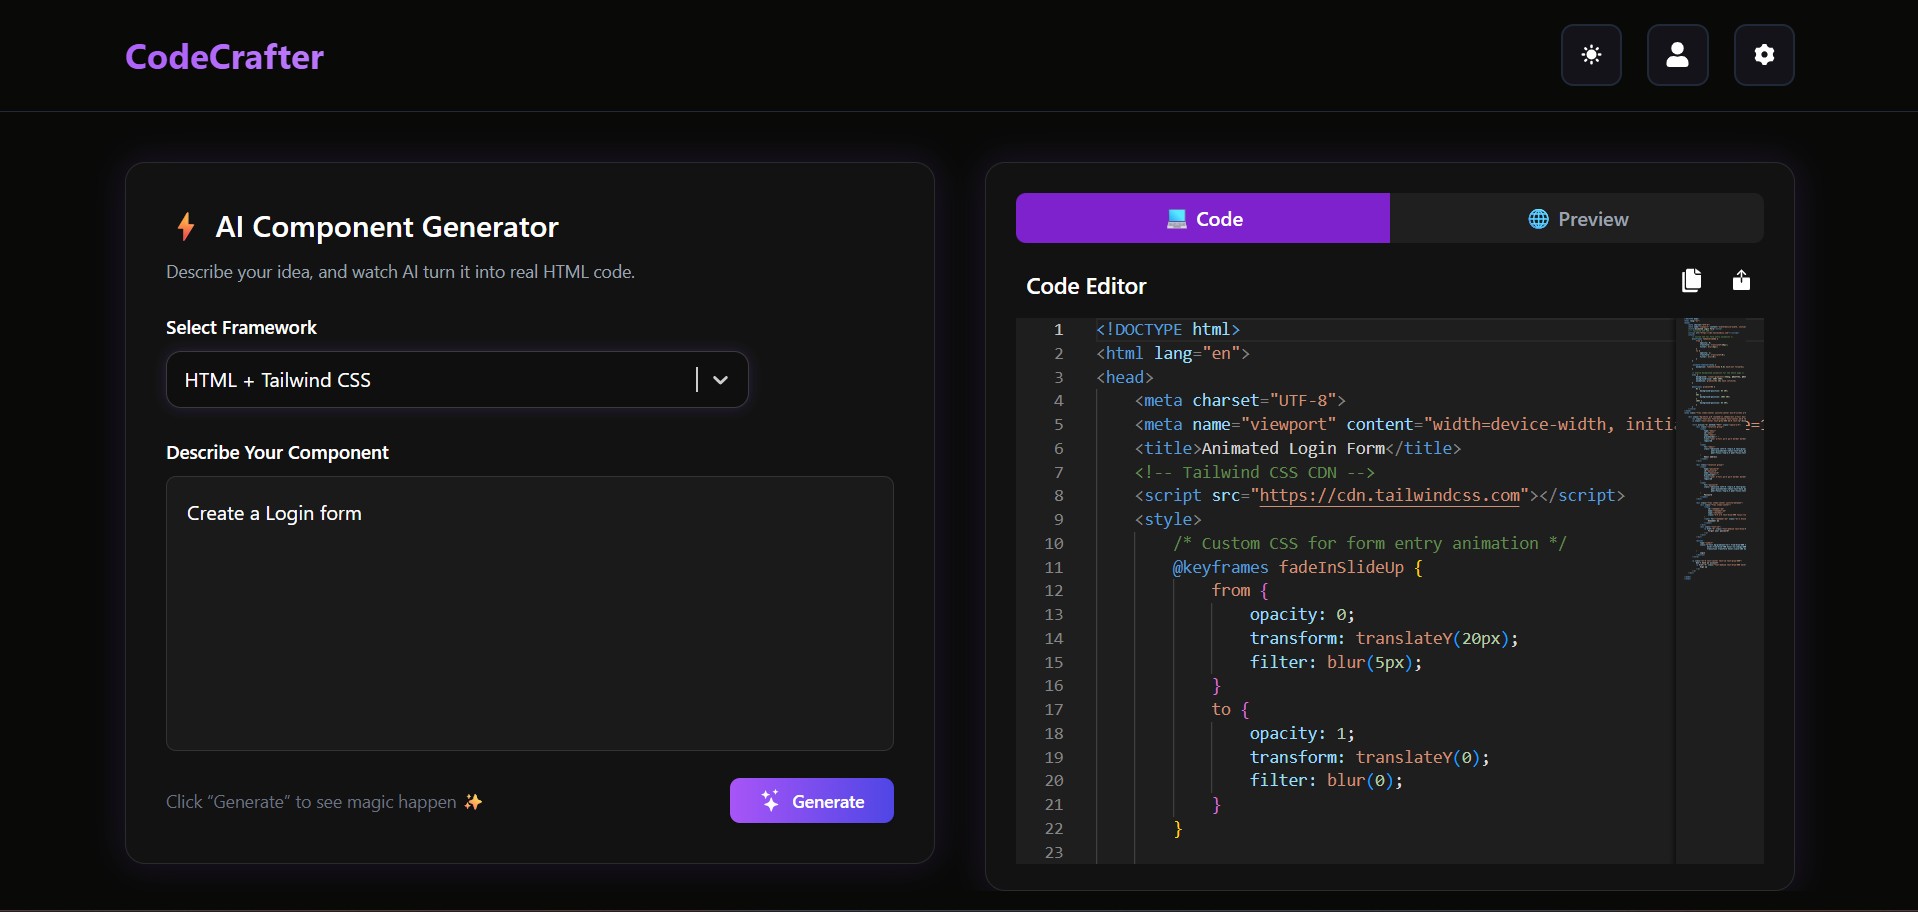 CodeCrafter
AI Component Generator
Describe your idea, and watch AI turn it into real HTML code.
Select Framework
HTML + Tailwind CSS
Describe Your Component
Create a Login form
Click “Generate” to see magic happen ✨
Generate
Code
Preview
Code Editor
1 <!DOCTYPE html>
2 <html lang="en">
3 <head>
4 <meta charset="UTF-8">
5 <meta name="viewport" content="width=device-width,
6 <title>Animated Login Form</title>
7 <!-- Tailwind CSS CDN -->
8 <script src="https://cdn.tailwindcss.com"></script>
9 <style>
10 /* Custom CSS for form entry animation */
11 @keyframes fadeInSlideUp {
12 from {
13 opacity: 0;
14 transform: translateY(20px);
15 filter: blur(5px);
16 }
17 to {
18 opacity: 1;
19 transform: translateY(0);
20 filter: blur(0);
21 }
22 }
23